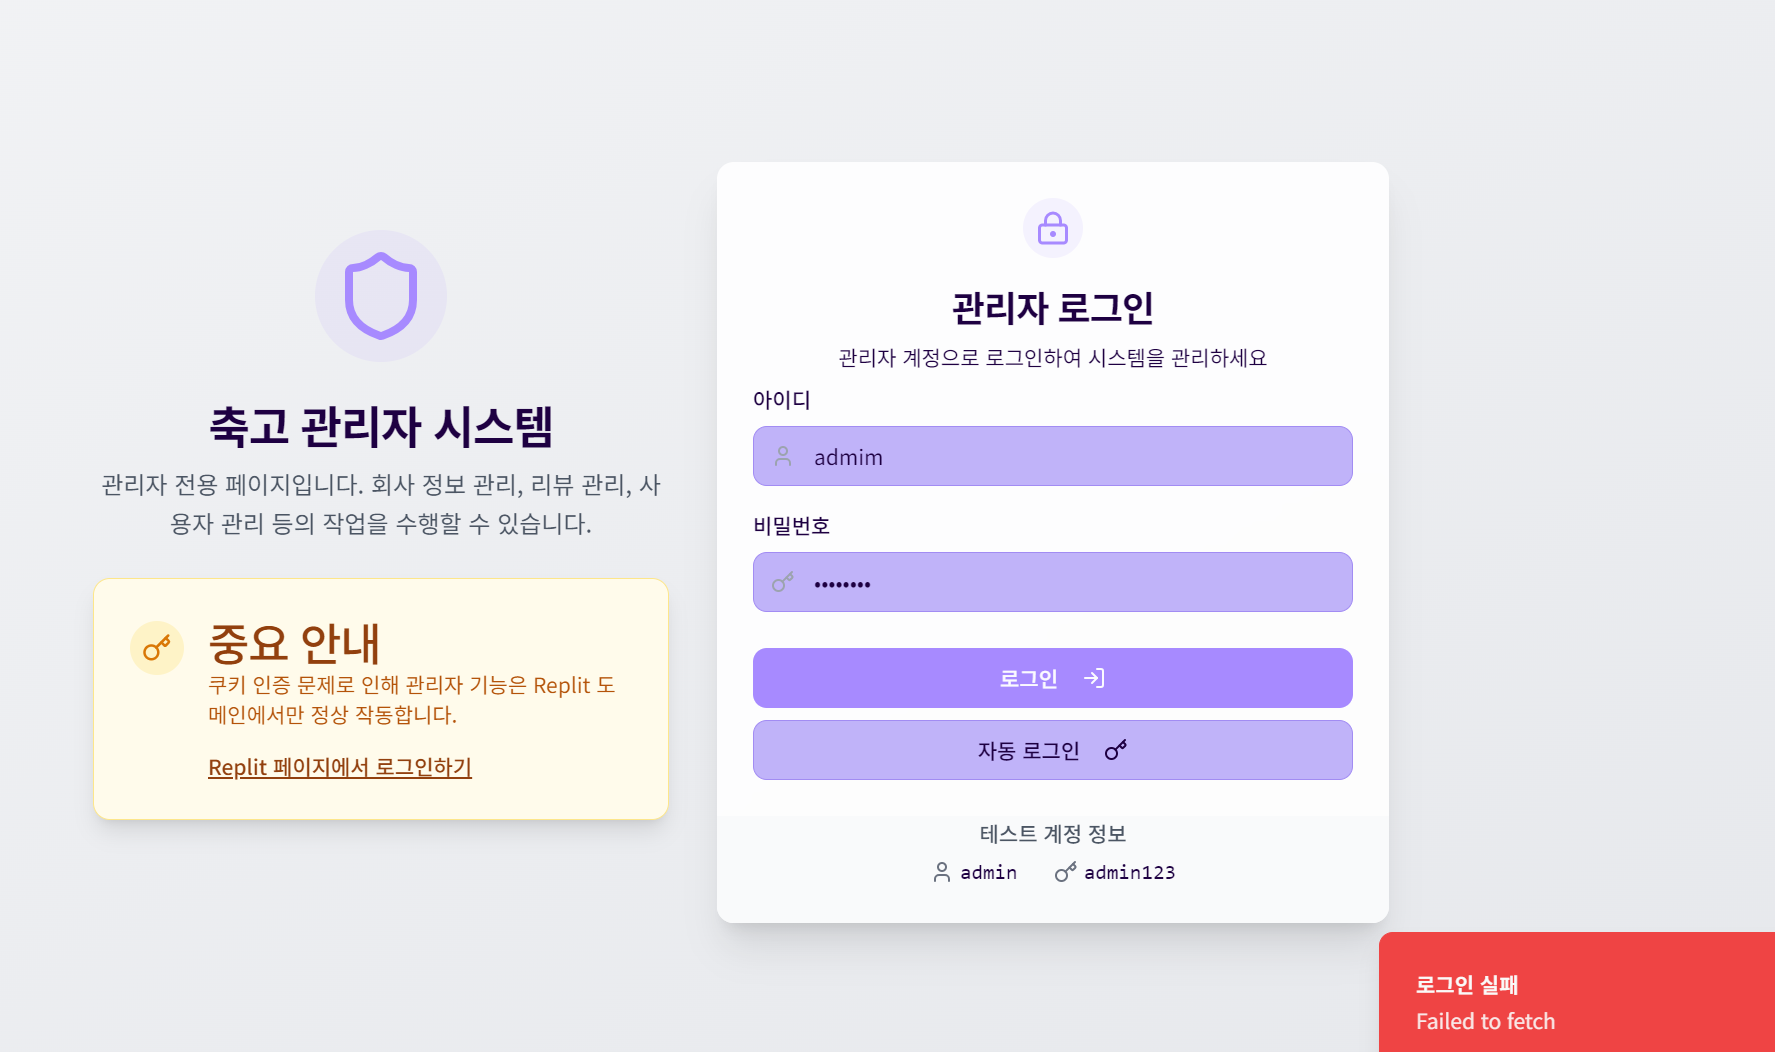 축고 관리자 시스템
관리자 전용 페이지입니다. 회사 정보 관리, 리뷰 관리, 사
용자 관리 등의 작업을 수행할 수 있습니다.
중요 안내
쿠키 인증 문제로 인해 관리자 기능은 Replit 도
메인에서만 정상 작동합니다.
Replit 페이지에서 로그인하기
관리자 로그인
관리자 계정으로 로그인하여 시스템을 관리하세요
아이디
admim
비밀번호
••••••••
로그인
자동 로그인
테스트 계정 정보
admin admin123
로그인 실패
Failed to fetch